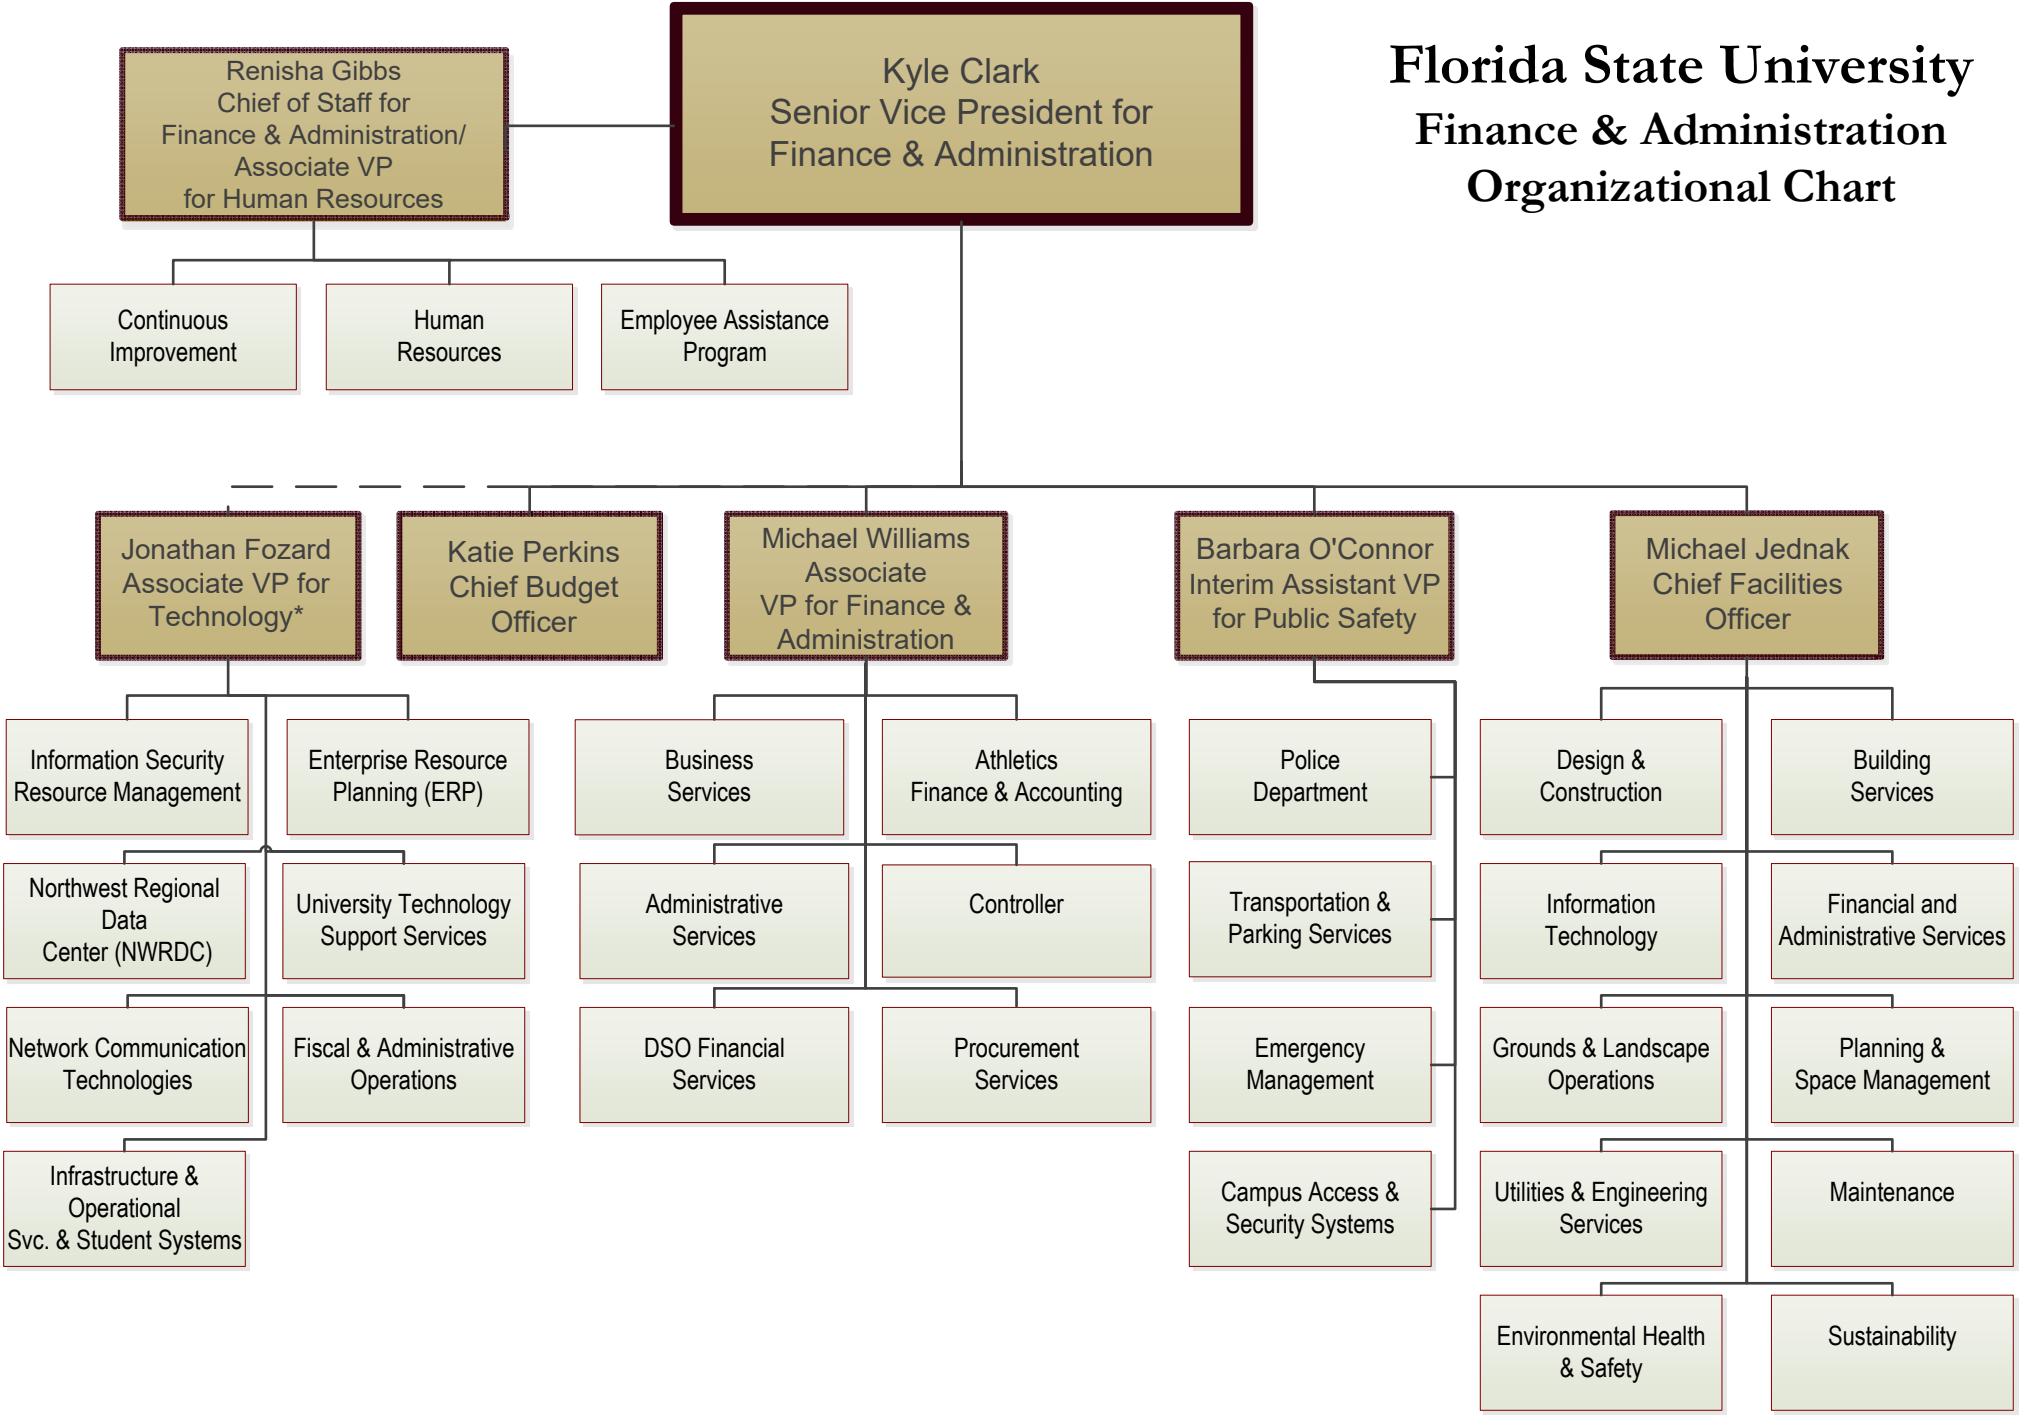 Florida State University
Finance & Administration
Organizational Chart
Kyle Clark
Senior Vice President for
Finance & Administration
Renisha Gibbs
Chief of Staff for
Finance & Administration/
Associate VP
for Human Resources
Continuous
Improvement
Human
Resources
Employee Assistance
Program
Jonathan Fozard
Associate VP for
Technology*
Katie Perkins
Chief Budget
Officer
Michael Williams
Associate
VP for Finance &
Administration
Barbara O'Connor
Interim Assistant VP
for Public Safety
Michael Jednak
Chief Facilities
Officer
Information Security
Resource Management
Enterprise Resource
Planning (ERP)
Northwest Regional
Data
Center (NWRDC)
University Technology
Support Services
Network Communication
Technologies
Fiscal & Administrative
Operations
Infrastructure &
Operational
Svc. & Student Systems
Business
Services
Athletics
Finance & Accounting
Administrative
Services
Controller
DSO Financial
Services
Procurement
Services
Police
Department
Transportation &
Parking Services
Emergency
Management
Campus Access &
Security Systems
Design &
Construction
Building
Services
Information
Technology
Financial and
Administrative Services
Grounds & Landscape
Operations
Planning &
Space Management
Utilities & Engineering
Services
Maintenance
Environmental Health
& Safety
Sustainability